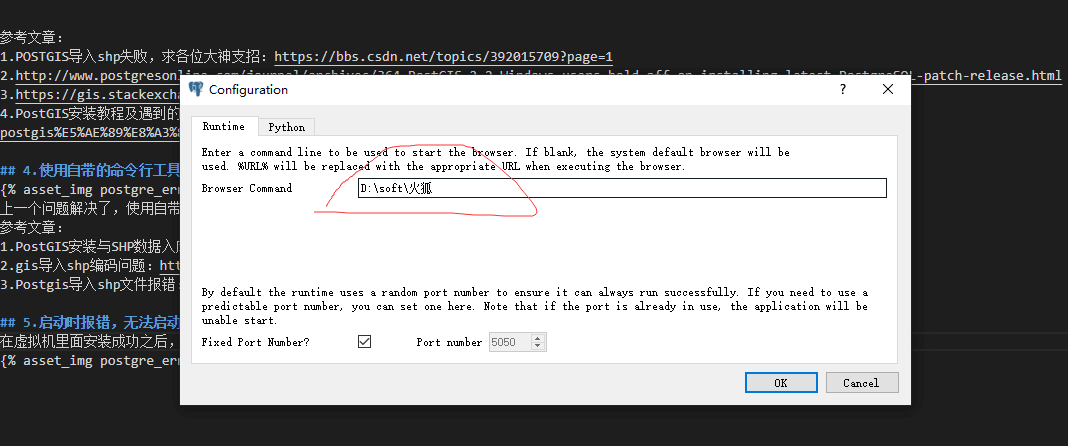 参考文章：
1.POSTGIS导入shp失败，求各位大神支招：https://bbs.csdn.net/topics/392015709?page=1
2.http://www.postgresonline.com/journal/archives/364-PostGIS-2.2-Windows-users-hold-off-on-installing-latest-PostgreSQL-patch-release.html
3.https://gis.stackexcha
4.PostGIS安装教程及遇到的
postgis%E5%AE%89%E8%A3%
## 4.使用自带的命令行工具
{% asset_img postgre_er
上一个问题解决了，使用自带
参考文章：
1.PostGIS安装与SHP数据入
2.gis导入shp编码问题：htt
3.Postgis导入shp文件报错
## 5.启动时报错，无法启动
在虚拟机里面安装成功之后，
{% asset_img postgre_er
Configuration
?
Runtime
Python
Enter a command line to be used to start the browser. If blank, the system default browser will be
used. %URL% will be replaced with the appropriate URL when executing the browser.
Browser Command
D:\soft\火狐
By default the runtime uses a random port number to ensure it can always run successfully. If you need to use a
predictable port number, you can set one here. Note that if the port is already in use, the application will be
unable start.
Fixed Port Number?
Port number
5050
OK
Cancel